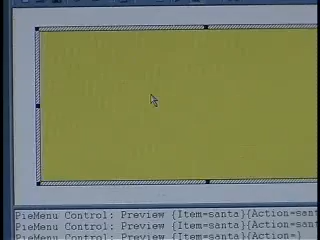 PieMenu Control: Preview {Item=santa}{Action=sant
PieMenu Control: Preview {Item=santa}{Action=sant
PieMenu Control: Preview {Item=santa}{Action=}